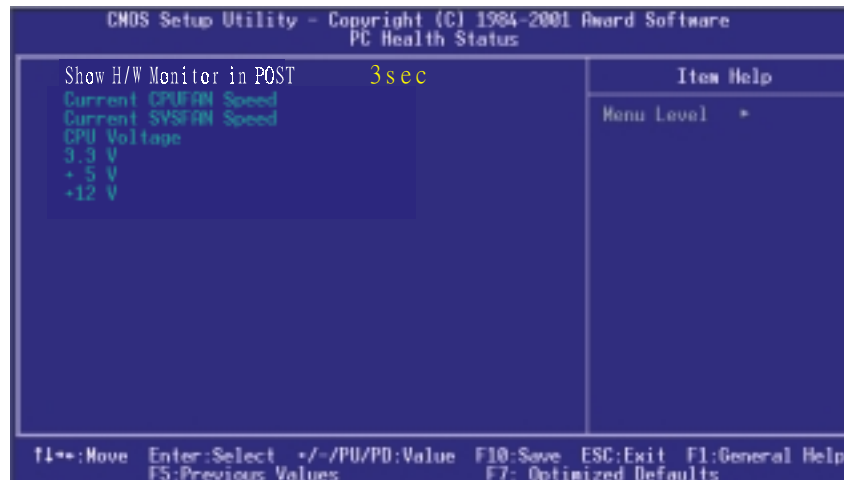 CMOS Setup Utility - Copyright (C) 1984-2001 Award Software
PC Health Status
Show H/W Monitor in POST 3sec
Current CPUFAN Speed
Current SYSFAN Speed
CPU Voltage
3.3 V
+ 5 V
+12 V
Item Help
Menu Level ►
↑↓→←:Move Enter:Select +/-/PU/PD:Value F10:Save ESC:Exit F1:General Help
F5:Previous Values F7: Optimized Defaults